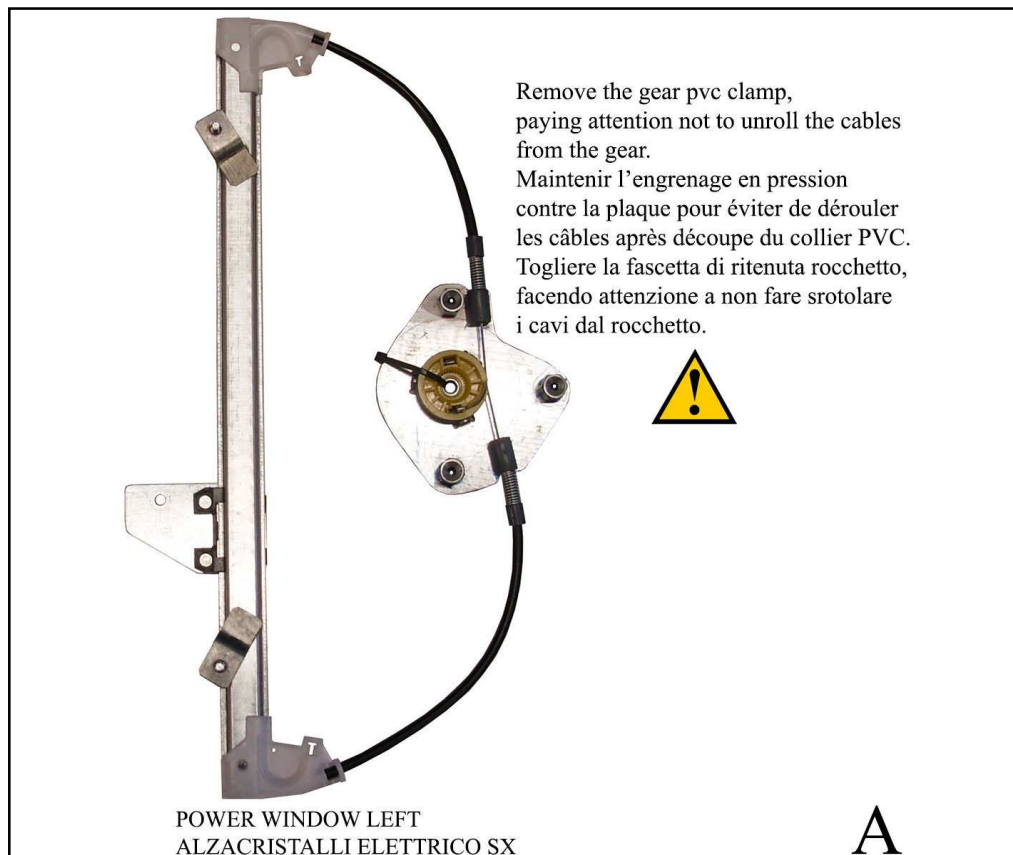 Remove the gear pvc clamp,
paying attention not to unroll the cables
from the gear.
Maintenir l’engrenage en pression
contre la plaque pour éviter de dérouler
les câbles après découpe du collier PVC.
Togliere la fascetta di ritenuta rocchetto,
facendo attenzione a non fare srotolare
i cavi dal rocchetto.
!
T
T
POWER WINDOW LEFT
ALZACRISTALLI ELETTRICO SX
A